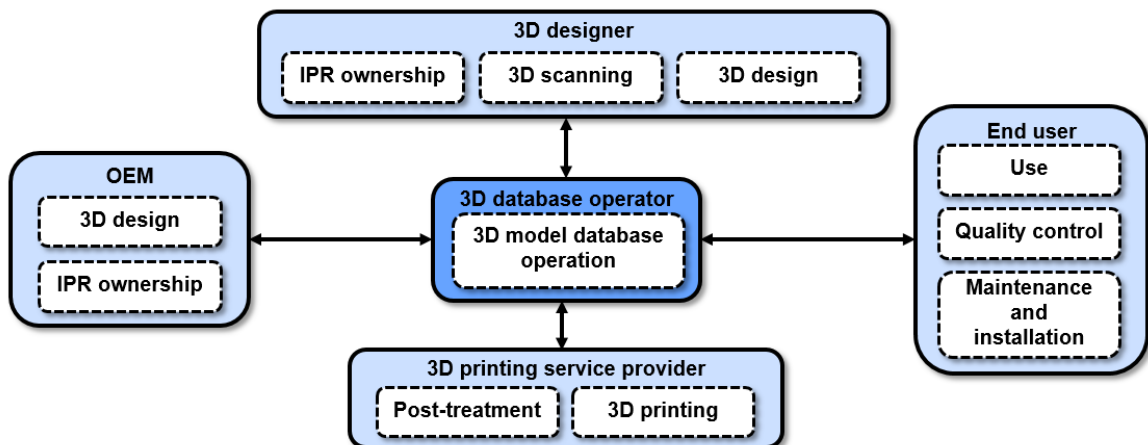 3D designer
IPR ownership
3D scanning
3D design
OEM
3D design
IPR ownership
3D database operator
3D model database
operation
End user
Use
Quality control
Maintenance
and
installation
3D printing service provider
Post-treatment
3D printing